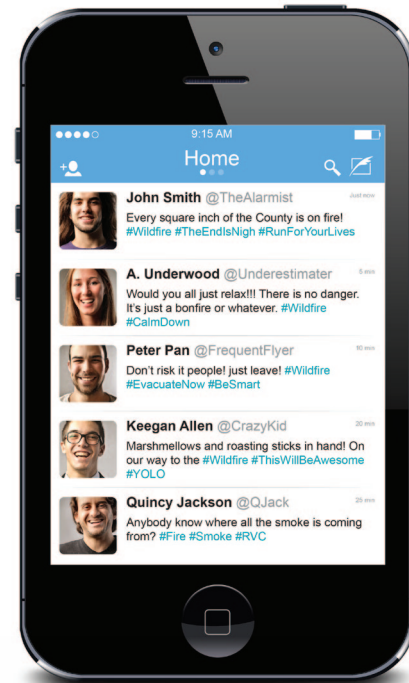 9:15 AM
Home
John Smith @TheAlarmist Just now
Every square inch of the County is on fire!
#Wildfire #TheEndIsNigh #RunForYourLives
A. Underwood @Underestimater 5 min
Would you all just relax!!! There is no danger.
It's just a bonfire or whatever. #Wildfire
#CalmDown
Peter Pan @FrequentFlyer 10 min
Don't risk it people! just leave! #Wildfire
#EvacuateNow #BeSmart
Keegan Allen @CrazyKid 20 min
Marshmellows and roasting sticks in hand! On
our way to the #Wildfire #ThisWillBeAwesome
#YOLO
Quincy Jackson @QJack 25 min
Anybody know where all the smoke is coming
from? #Fire #Smoke #RVC